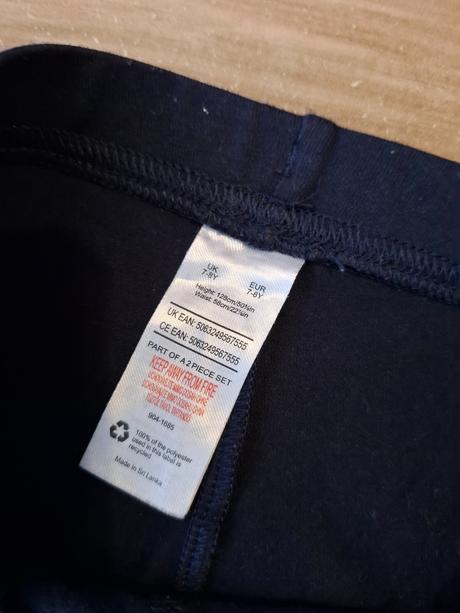 UK EUR
7-8Y 7-8Y
Height: 128cm/50½in
Waist: 58cm/22¾in
UK EAN: 5063249567555
CE EAN: 5063249567555
PART OF A 2 PIECE SET
KEEP AWAY FROM FIRE
904-1685
100% of the polyester
used in this label is
recycled
Made in Sri Lanka